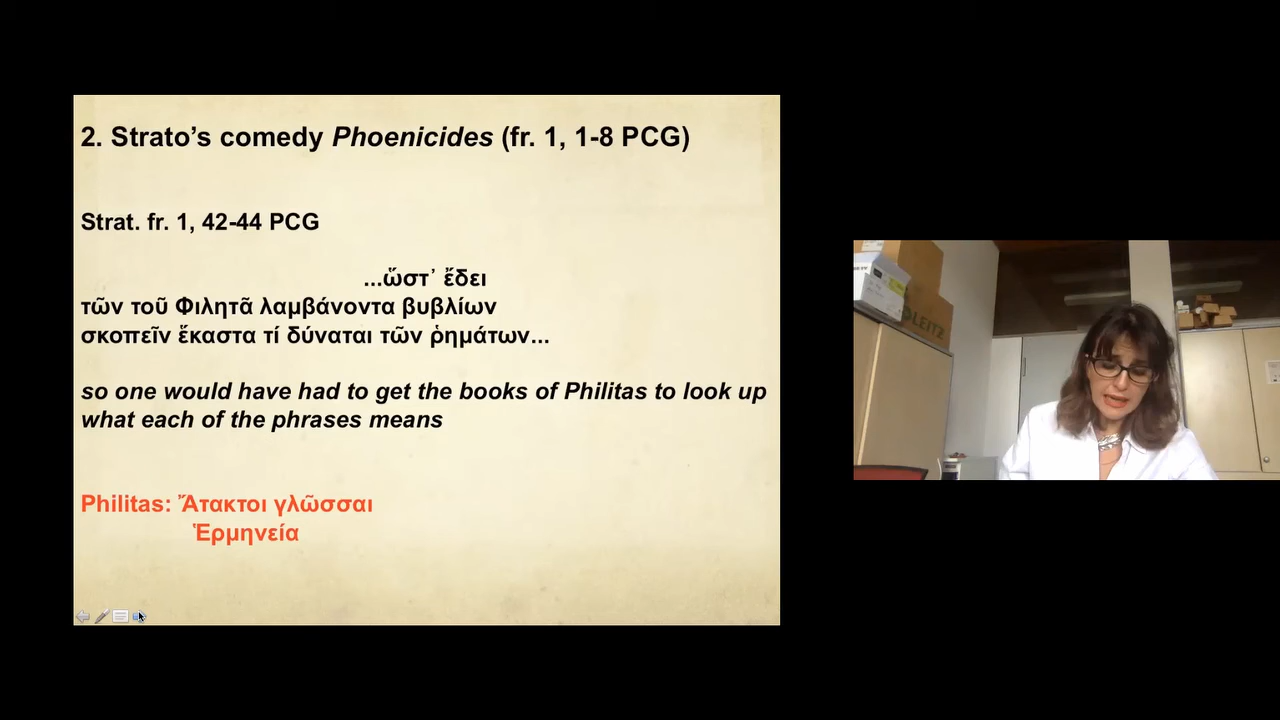 2. Strato’s comedy Phoenicides (fr. 1, 1-8 PCG)
Strat. fr. 1, 42-44 PCG
...ὥστ᾽ ἔδει
τῶν τοῦ Φιλητᾶ λαμβάνοντα βυβλίων
σκοπεῖν ἕκαστα τί δύναται τῶν ῥημάτων...
so one would have had to get the books of Philitas to look up
what each of the phrases means
Philitas: Ἄτακτοι γλῶσσαι
Ἑρμηνεία
LEITZ